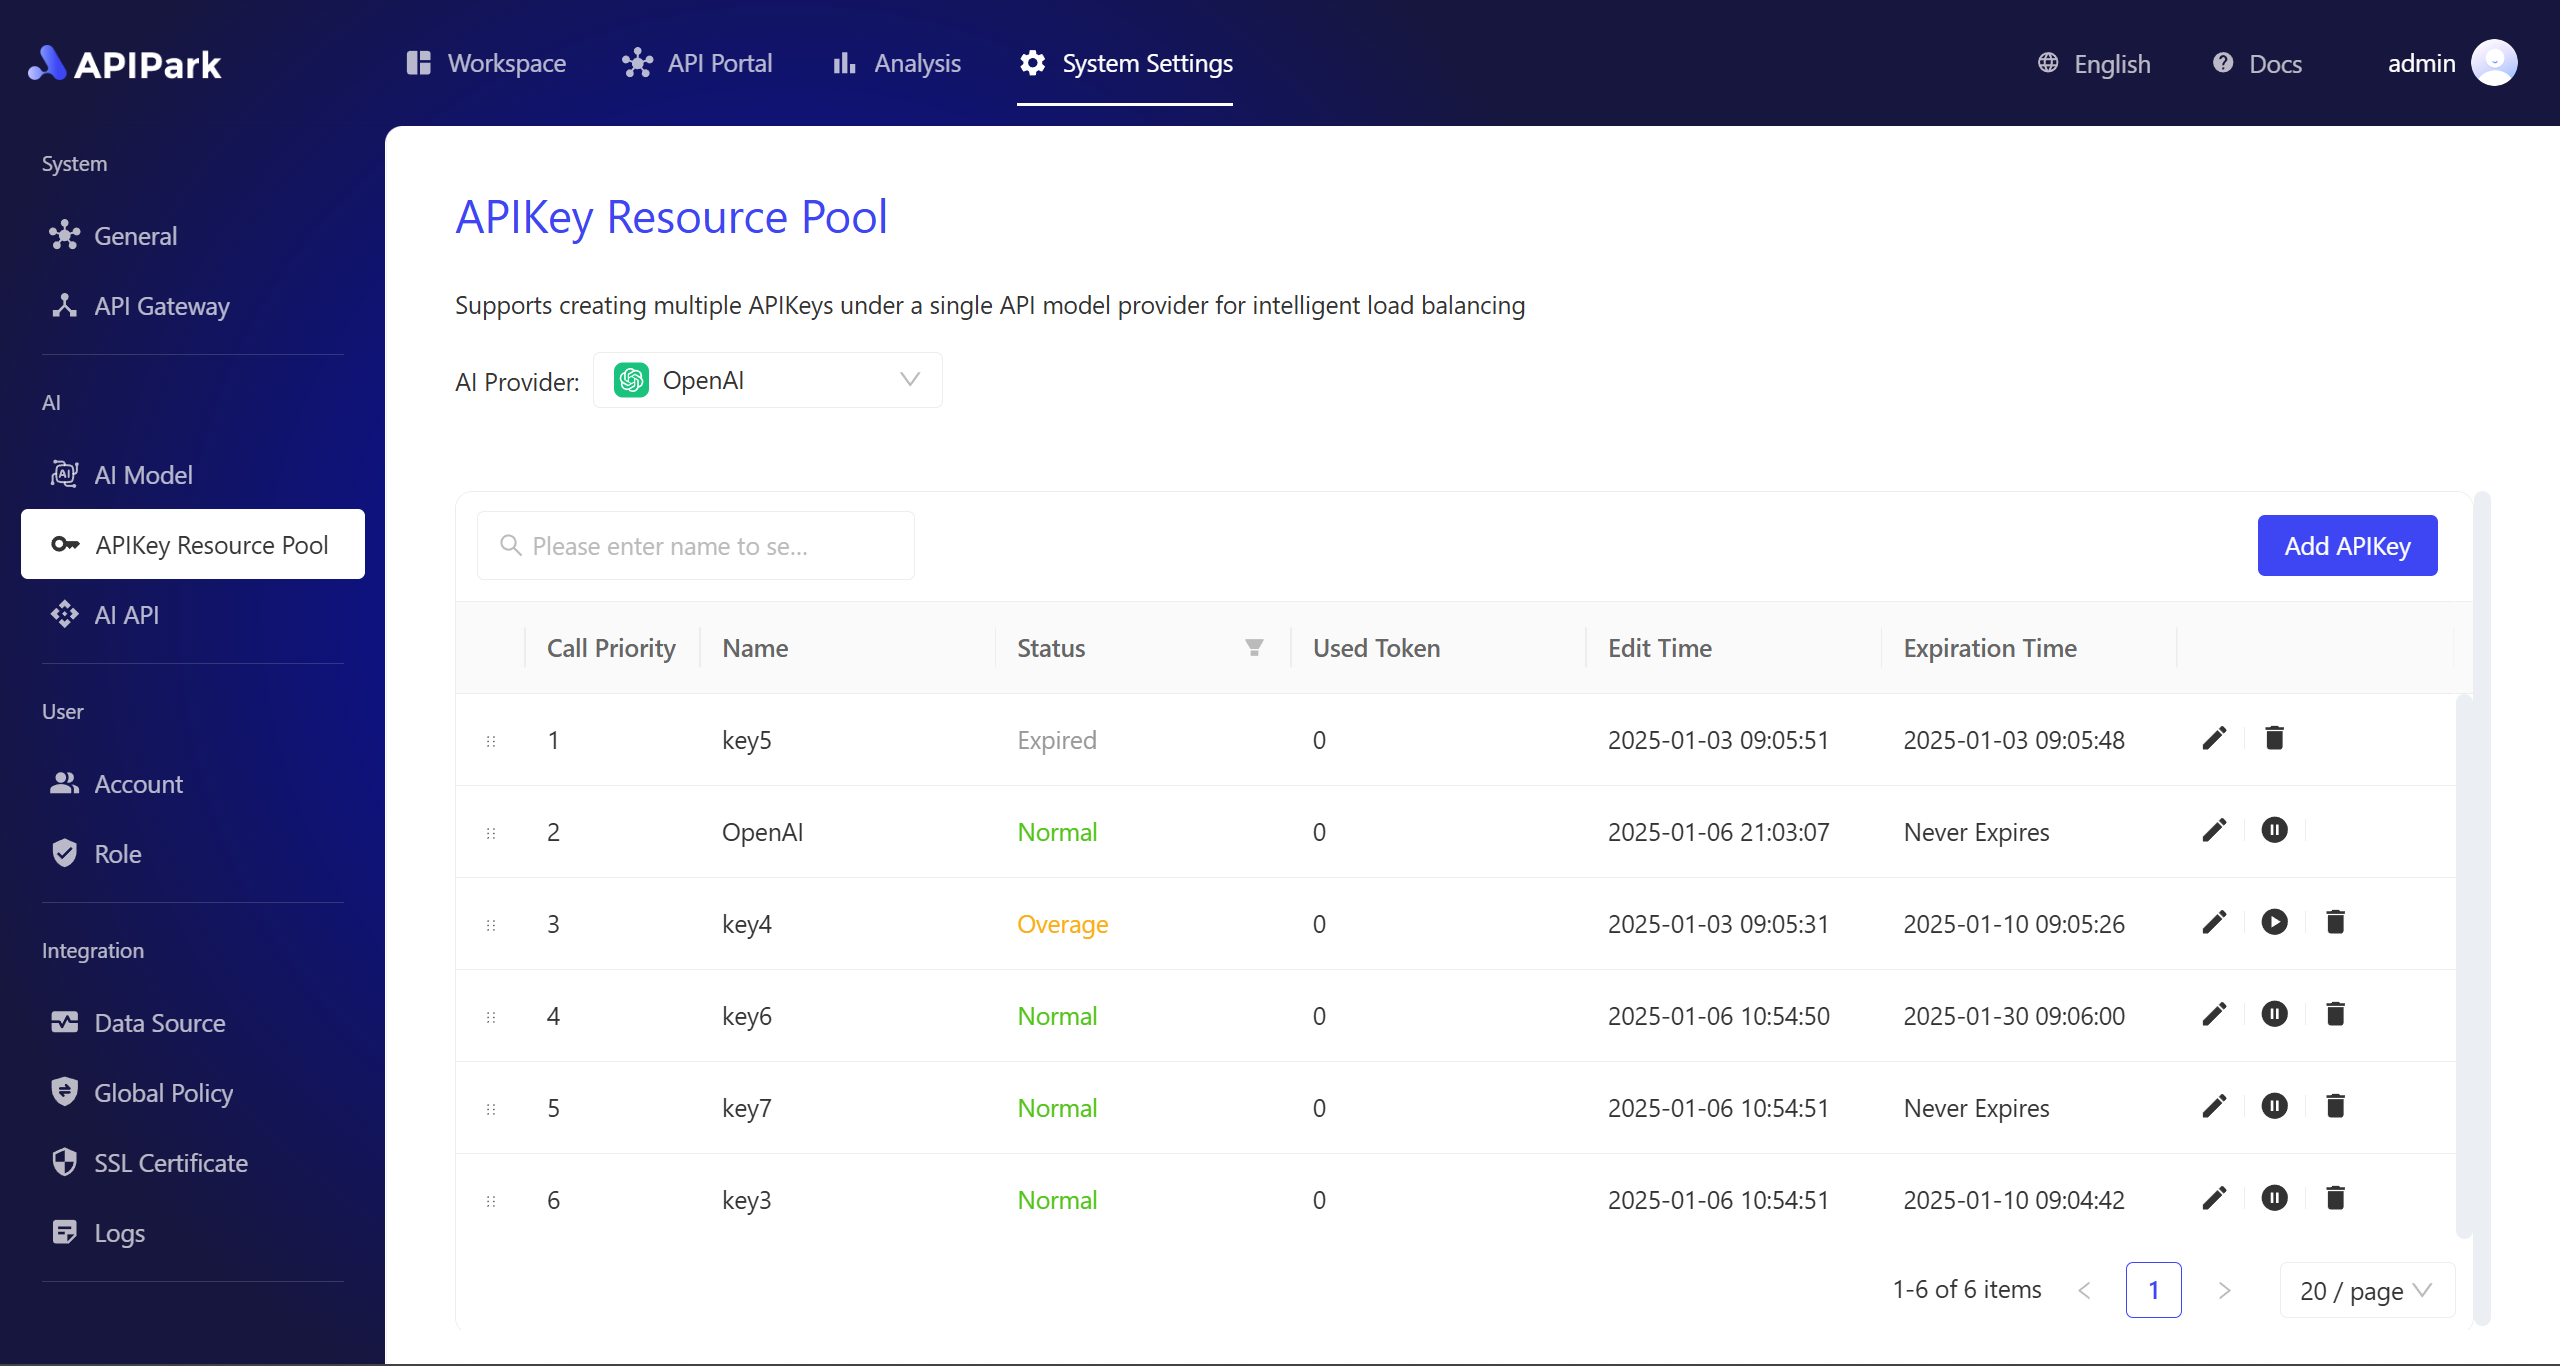 APIPark
Workspace
API Portal
Analysis
System Settings
English
Docs
admin
System
General
API Gateway
AI
AI Model
APIKey Resource Pool
AI API
User
Account
Role
Integration
Data Source
Global Policy
SSL Certificate
Logs
APIKey Resource Pool
Supports creating multiple APIKeys under a single API model provider for intelligent load balancing
AI Provider: OpenAI
Please enter name to se...
Add APIKey
Call Priority Name Status Used Token Edit Time Expiration Time
1 key5 Expired 0 2025-01-03 09:05:51 2025-01-03 09:05:48
2 OpenAI Normal 0 2025-01-06 21:03:07 Never Expires
3 key4 Overage 0 2025-01-03 09:05:31 2025-01-10 09:05:26
4 key6 Normal 0 2025-01-06 10:54:50 2025-01-30 09:06:00
5 key7 Normal 0 2025-01-06 10:54:51 Never Expires
6 key3 Normal 0 2025-01-06 10:54:51 2025-01-10 09:04:42
1-6 of 6 items < 1 > 20 / page